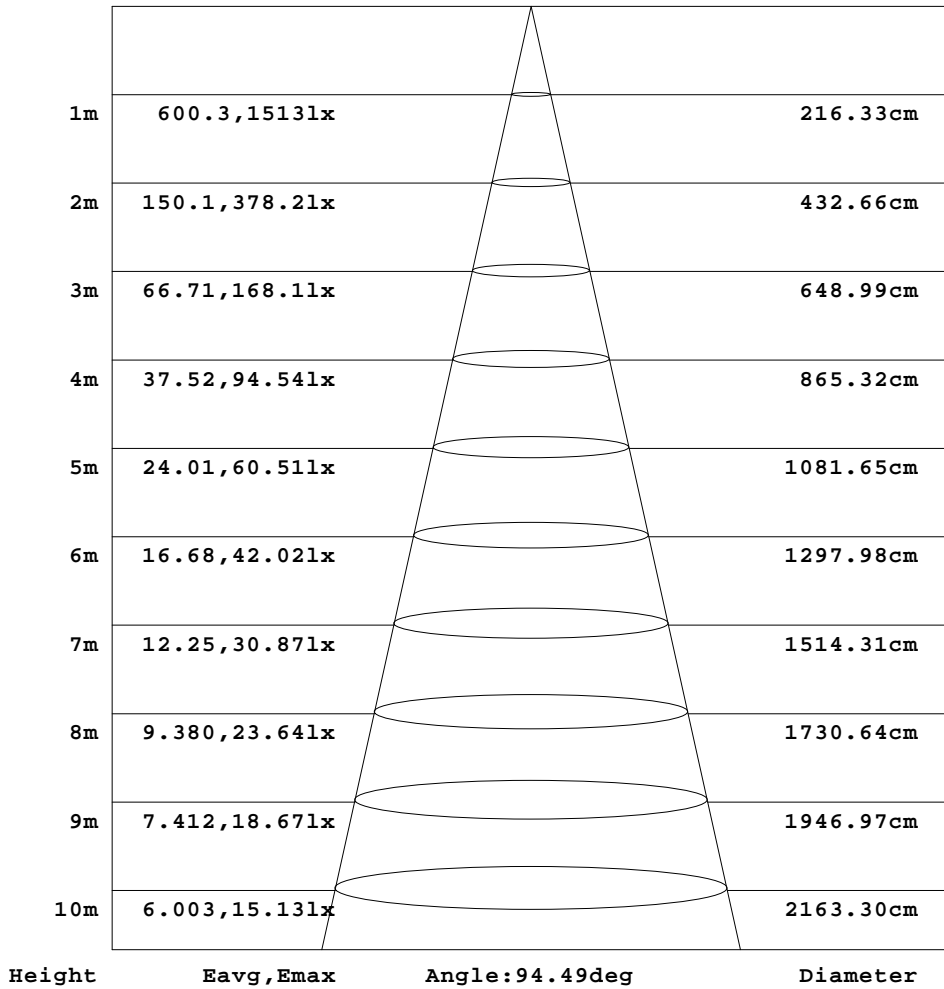 1m 600.3,1513lx 216.33cm
2m 150.1,378.2lx 432.66cm
3m 66.71,168.1lx 648.99cm
4m 37.52,94.54lx 865.32cm
5m 24.01,60.51lx 1081.65cm
6m 16.68,42.02lx 1297.98cm
7m 12.25,30.87lx 1514.31cm
8m 9.380,23.64lx 1730.64cm
9m 7.412,18.67lx 1946.97cm
10m 6.003,15.13lx 2163.30cm
Height Eavg,Emax Angle:94.49deg Diameter